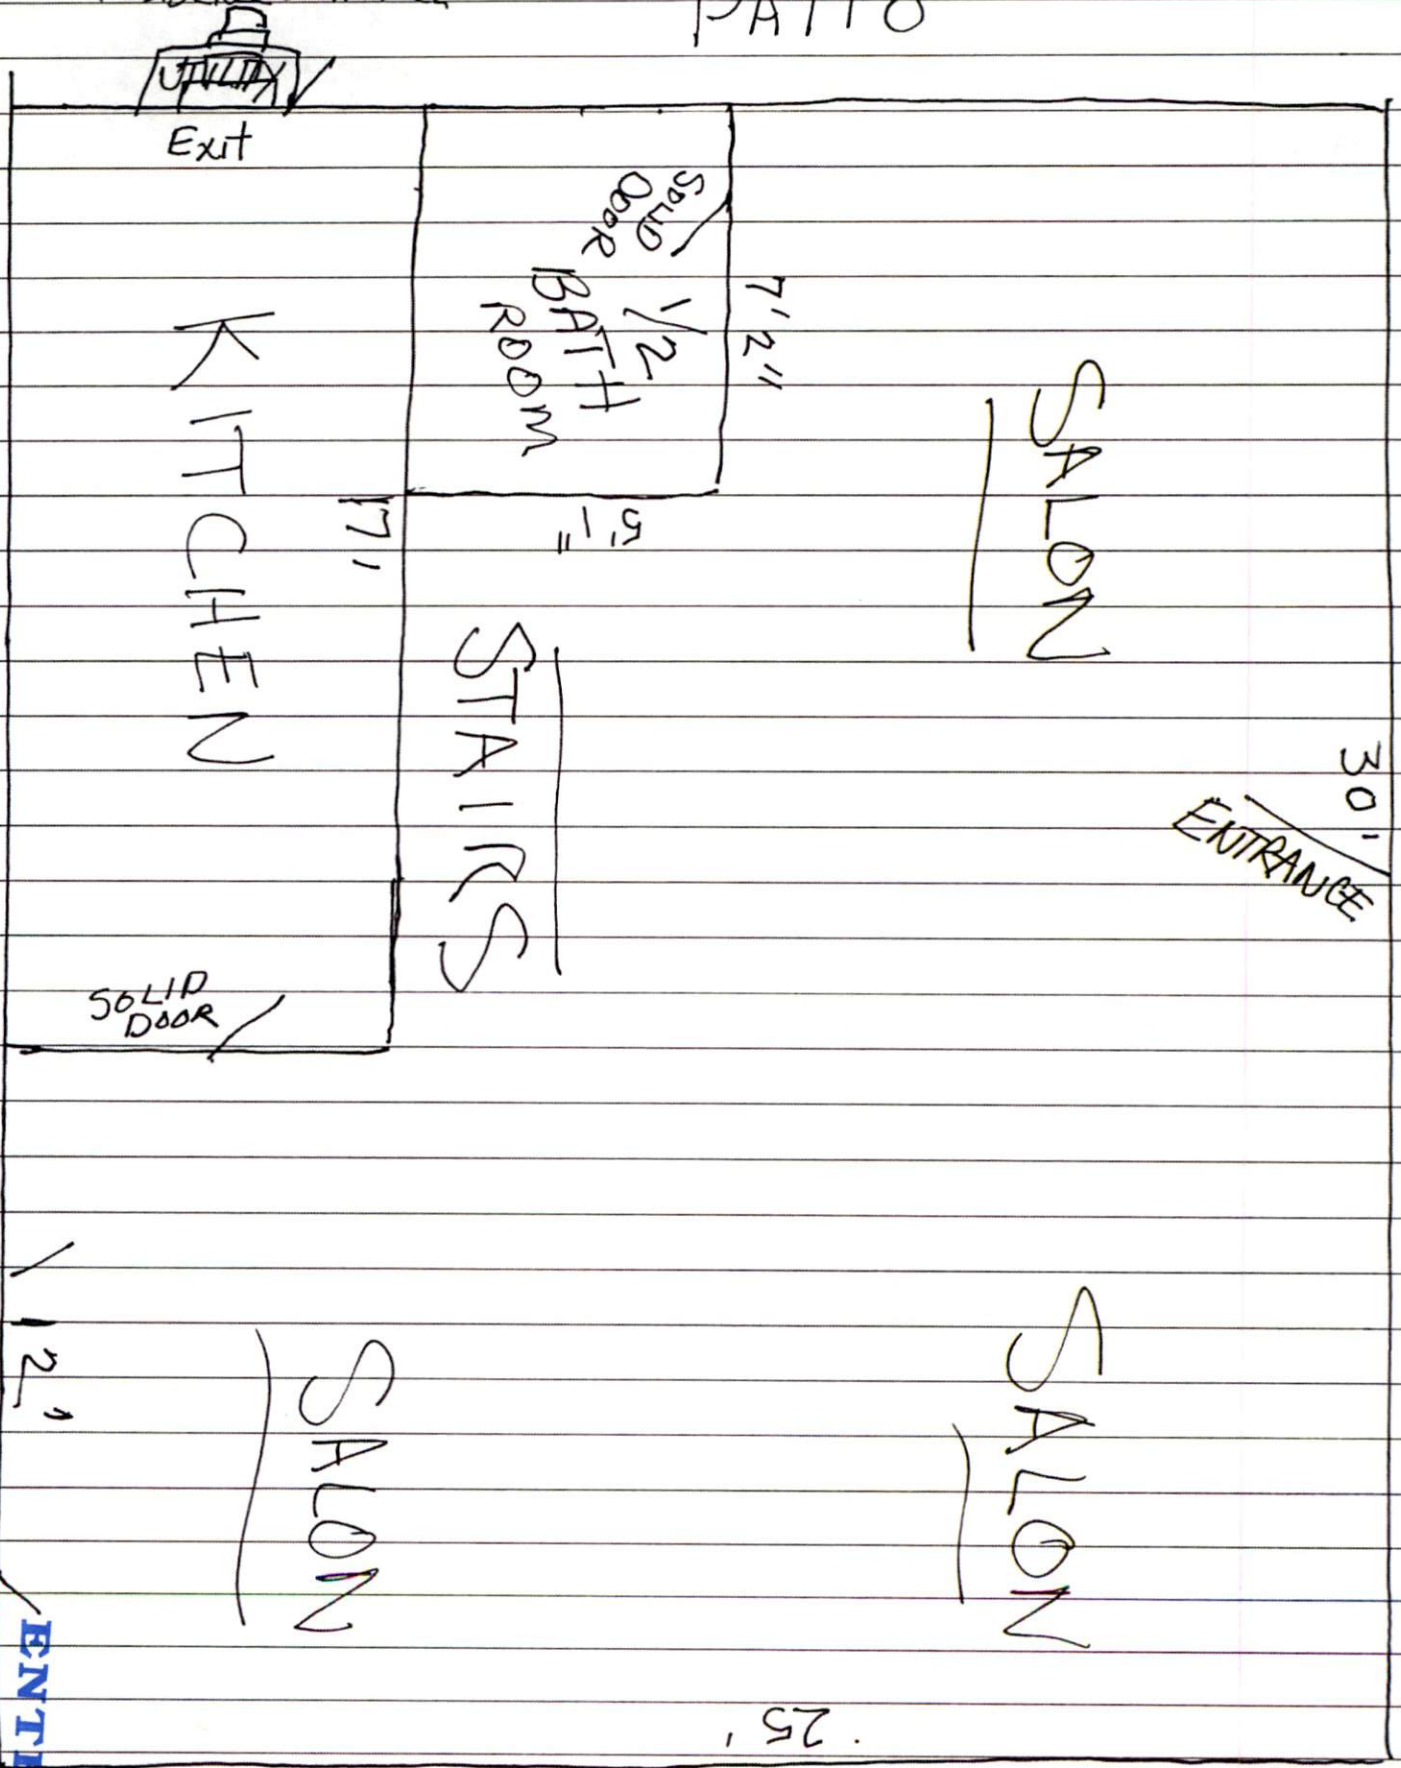 PATIO
UTILITY
Exit
SOLID
DOOR
1/2
BATH
ROOM
7'2"
5'1"
KITCHEN
17'
STAIRS
SALON
30'
ENTRANCE
SOLID
DOOR
12'
SALON
SALON
25'